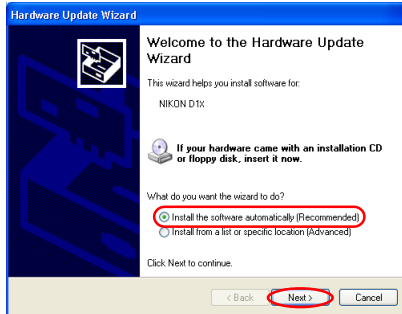 Hardware Update Wizard
Welcome to the Hardware Update
Wizard
This wizard helps you install software for:
NIKON D1X
If your hardware came with an installation CD
or floppy disk, insert it now.
What do you want the wizard to do?
Install the software automatically (Recommended)
Install from a list or specific location (Advanced)
Click Next to continue.
< Back Next > Cancel